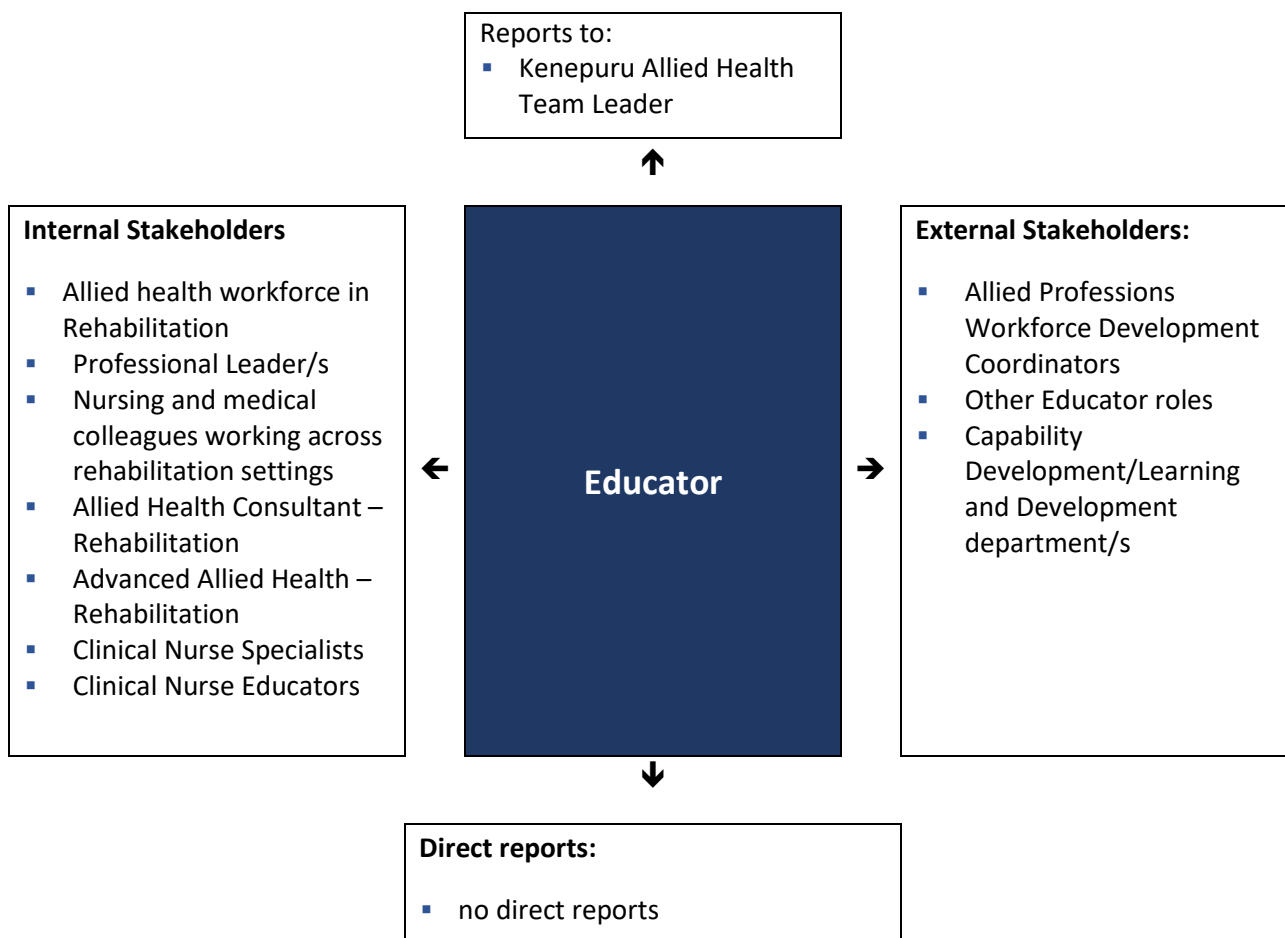 Reports to:
▪ Kenepuru Allied Health
Team Leader
Internal Stakeholders
▪ Allied health workforce in
Rehabilitation
▪ Professional Leader/s
▪ Nursing and medical
colleagues working across
rehabilitation settings
▪ Allied Health Consultant –
Rehabilitation
▪ Advanced Allied Health –
Rehabilitation
▪ Clinical Nurse Specialists
▪ Clinical Nurse Educators
Educator
External Stakeholders:
▪ Allied Professions
Workforce Development
Coordinators
▪ Other Educator roles
▪ Capability
Development/Learning
and Development
department/s
Direct reports:
▪ no direct reports